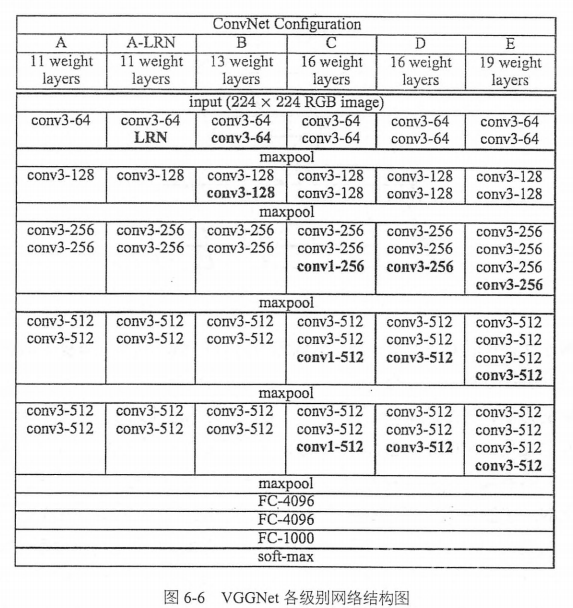 ConvNet Configuration
A A-LRN B C D E
11 weight 11 weight 13 weight 16 weight 16 weight 19 weight
layers layers layers layers layers layers
input (224 × 224 RGB image)
conv3-64 conv3-64 conv3-64 conv3-64 conv3-64 conv3-64
LRN conv3-64 conv3-64 conv3-64 conv3-64
maxpool
conv3-128 conv3-128 conv3-128 conv3-128 conv3-128 conv3-128
conv3-128 conv3-128 conv3-128 conv3-128
maxpool
conv3-256 conv3-256 conv3-256 conv3-256 conv3-256 conv3-256
conv3-256 conv3-256 conv3-256 conv3-256 conv3-256 conv3-256
conv1-256 conv3-256 conv3-256
conv3-256
maxpool
conv3-512 conv3-512 conv3-512 conv3-512 conv3-512 conv3-512
conv3-512 conv3-512 conv3-512 conv3-512 conv3-512 conv3-512
conv1-512 conv3-512 conv3-512
conv3-512
maxpool
conv3-512 conv3-512 conv3-512 conv3-512 conv3-512 conv3-512
conv3-512 conv3-512 conv3-512 conv3-512 conv3-512 conv3-512
conv1-512 conv3-512 conv3-512
conv3-512
maxpool
FC-4096
FC-4096
FC-1000
soft-max
图 6-6 VGGNet 各级别网络结构图